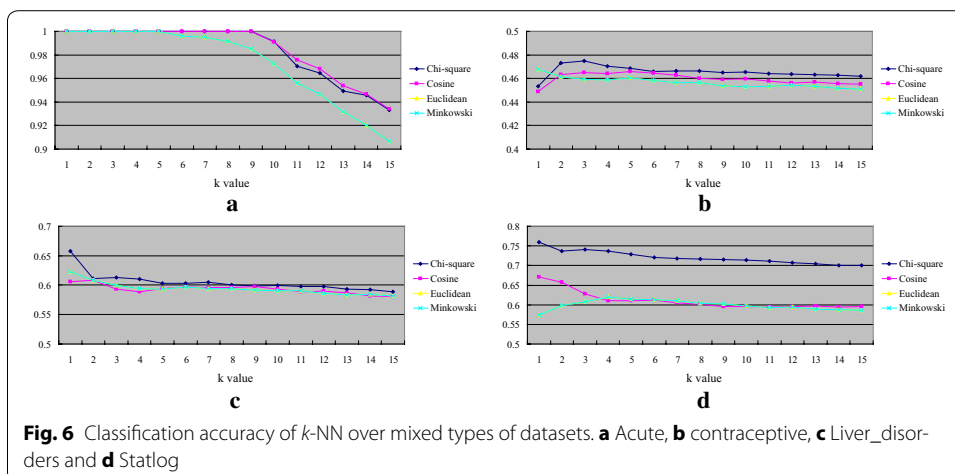 1
0.98
0.96
0.94
0.92
0.9
1 2 3 4 5 6 7 8 9 10 11 12 13 14 15
k value
Chi-square
Cosine
Euclidean
Minkowski
a
0.5
0.48
0.46
0.44
0.42
0.4
1 2 3 4 5 6 7 8 9 10 11 12 13 14 15
k value
Chi-square
Cosine
Euclidean
Minkowski
b
0.7
0.65
0.6
0.55
0.5
1 2 3 4 5 6 7 8 9 10 11 12 13 14 15
k value
Chi-square
Cosine
Euclidean
Minkowski
c
0.8
0.75
0.7
0.65
0.6
0.55
0.5
1 2 3 4 5 6 7 8 9 10 11 12 13 14 15
k value
Chi-square
Cosine
Euclidean
Minkowski
d
Fig. 6 Classification accuracy of k-NN over mixed types of datasets. a Acute, b contraceptive, c Liver_disor-
ders and d Statlog